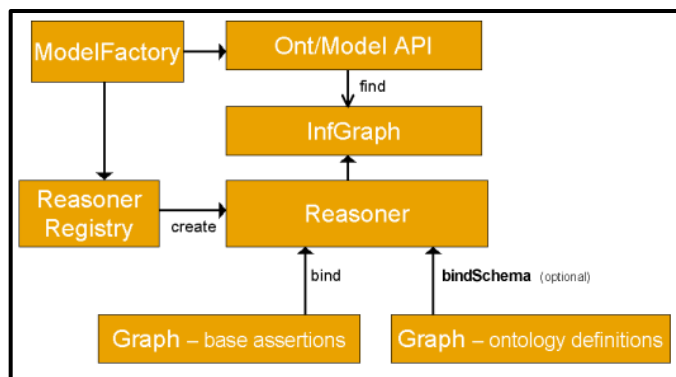 ModelFactory
Ont/Model API
find
InfGraph
Reasoner
Registry
create
Reasoner
bind
bindSchema (optional)
Graph – base assertions
Graph – ontology definitions